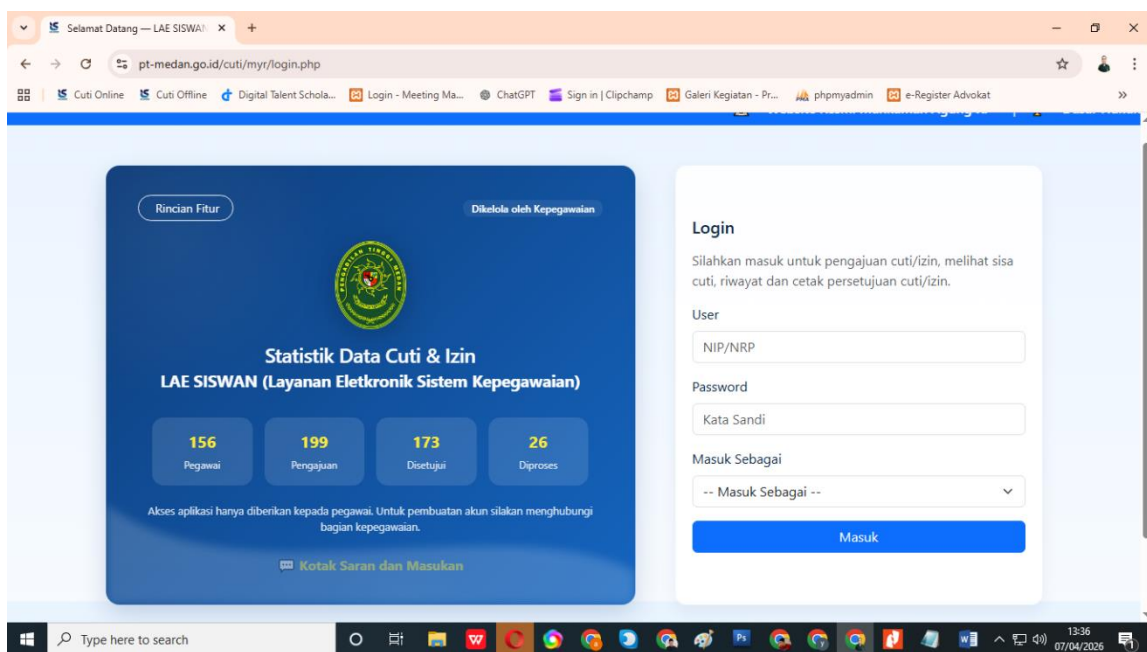 Selamat Datang — LAE SISWAN
pt-medan.go.id/cuti/myr/login.php
Cuti Online
Cuti Offline
Digital Talent Schola...
Login - Meeting Ma...
ChatGPT
Sign in | Clipchamp
Galeri Kegiatan - Pr...
phpmyadmin
e-Register Advokat
Rincian Fitur
Dikelola oleh Kepegawaian
PENGADILAN TINGGI MEDAN
Statistik Data Cuti & Izin
LAE SISWAN (Layanan Eletkronik Sistem Kepegawaian)
156
Pegawai
199
Pengajuan
173
Disetujui
26
Diproses
Akses aplikasi hanya diberikan kepada pegawai. Untuk pembuatan akun silakan menghubungi
bagian kepegawaian.
Kotak Saran dan Masukan
Login
Silahkan masuk untuk pengajuan cuti/izin, melihat sisa
cuti, riwayat dan cetak persetujuan cuti/izin.
User
NIP/NRP
Password
Kata Sandi
Masuk Sebagai
-- Masuk Sebagai --
Masuk
Type here to search
Ps
13:36
07/04/2026